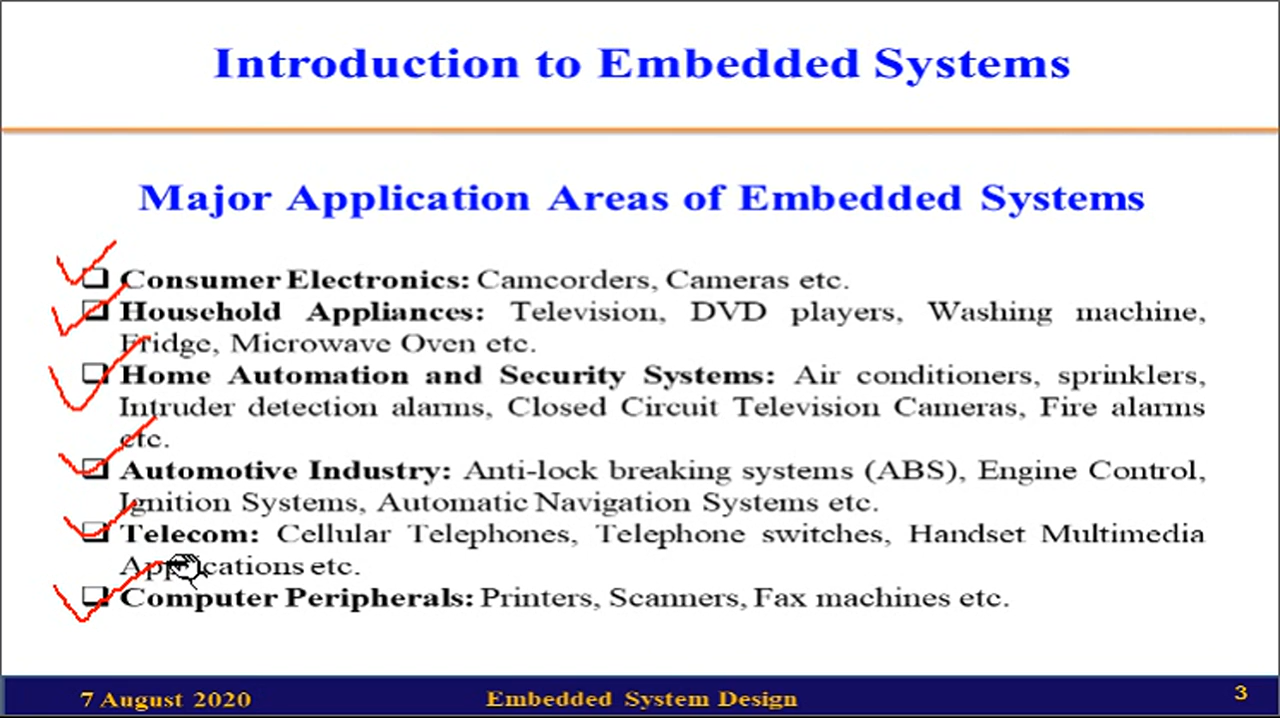 Introduction to Embedded Systems
Major Application Areas of Embedded Systems
Consumer Electronics: Camcorders, Cameras etc.
Household Appliances: Television, DVD players, Washing machine,
Fridge, Microwave Oven etc.
Home Automation and Security Systems: Air conditioners, sprinklers,
Intruder detection alarms, Closed Circuit Television Cameras, Fire alarms
etc.
Automotive Industry: Anti-lock breaking systems (ABS), Engine Control,
Ignition Systems, Automatic Navigation Systems etc.
Telecom: Cellular Telephones, Telephone switches, Handset Multimedia
Applications etc.
Computer Peripherals: Printers, Scanners, Fax machines etc.
7 August 2020 Embedded System Design 3